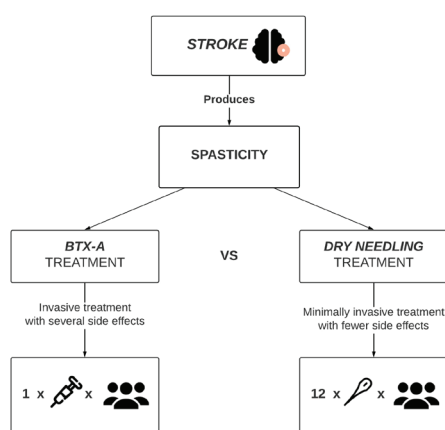 STROKE
Produces
SPASTICITY
BTX-A
TREATMENT
VS
DRY NEEDLING
TREATMENT
Invasive treatment
with several side effects
Minimally invasive treatment
with fewer side effects
1 x x
12 x x